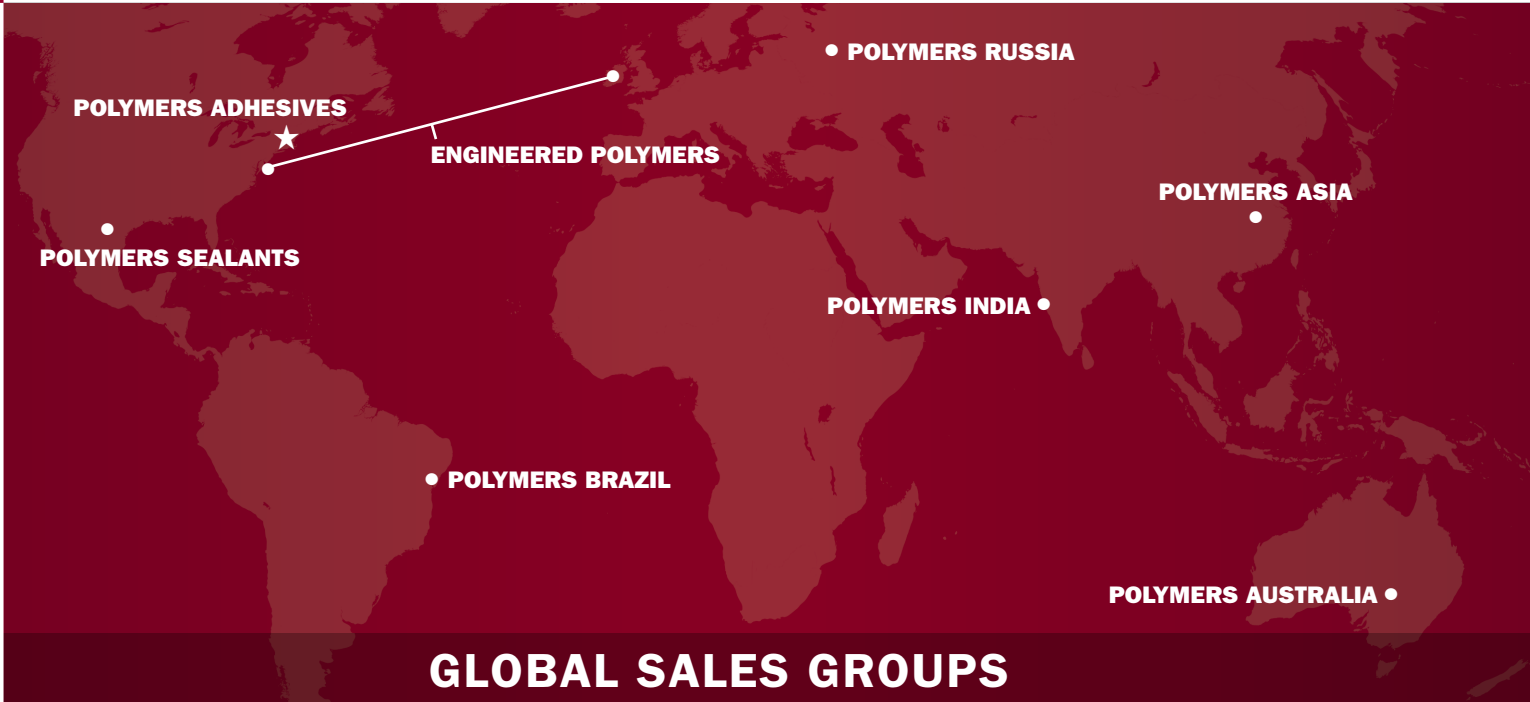 POLYMERS RUSSIA
POLYMERS ADHESIVES
ENGINEERED POLYMERS
POLYMERS ASIA
POLYMERS SEALANTS
POLYMERS INDIA
POLYMERS BRAZIL
POLYMERS AUSTRALIA
GLOBAL SALES GROUPS